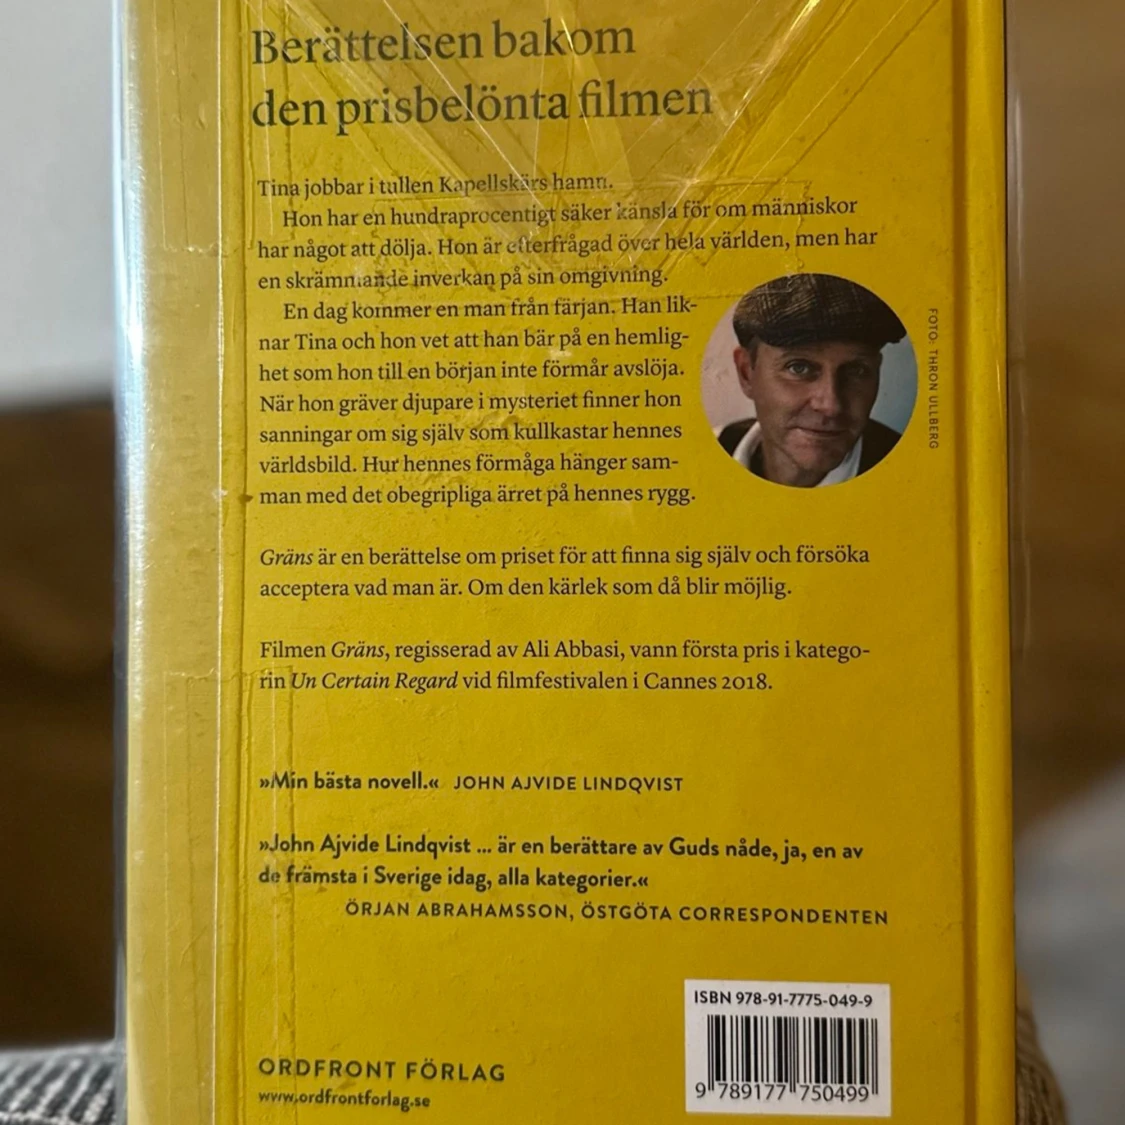 Berättelsen bakom
den prisbelönta filmen
Tina jobbar i tullen Kapellskärs hamn.
Hon har en hundraprocentigt säker känsla för om människor
har något att dölja. Hon är efterfrågad över hela världen, men har
en skrämmande inverkan på sin omgivning.
En dag kommer en man från färjan. Han lik-
nar Tina och hon vet att han bär på en hemlig-
het som hon till en början inte förmår avslöja.
När hon gräver djupare i mysteriet finner hon
sanningar om sig själv som kullkastar hennes
världsbild. Hur hennes förmåga hänger sam-
man med det obegripliga ärret på hennes rygg.
FOTO: THRON ULLBERG
Gräns är en berättelse om priset för att finna sig själv och försöka
acceptera vad man är. Om den kärlek som då blir möjlig.
Filmen Gräns, regisserad av Ali Abbasi, vann första pris i katego-
rin Un Certain Regard vid filmfestivalen i Cannes 2018.
»Min bästa novell.« JOHN AJVIDE LINDQVIST
»John Ajvide Lindqvist ... är en berättare av Guds nåde, ja, en av
de främsta i Sverige idag, alla kategorier.«
ÖRJAN ABRAHAMSSON, ÖSTGÖTA CORRESPONDENTEN
ISBN 978-91-7775-049-9
9 789177 750499
ORDFRONT FÖRLAG
www.ordfrontforlag.se